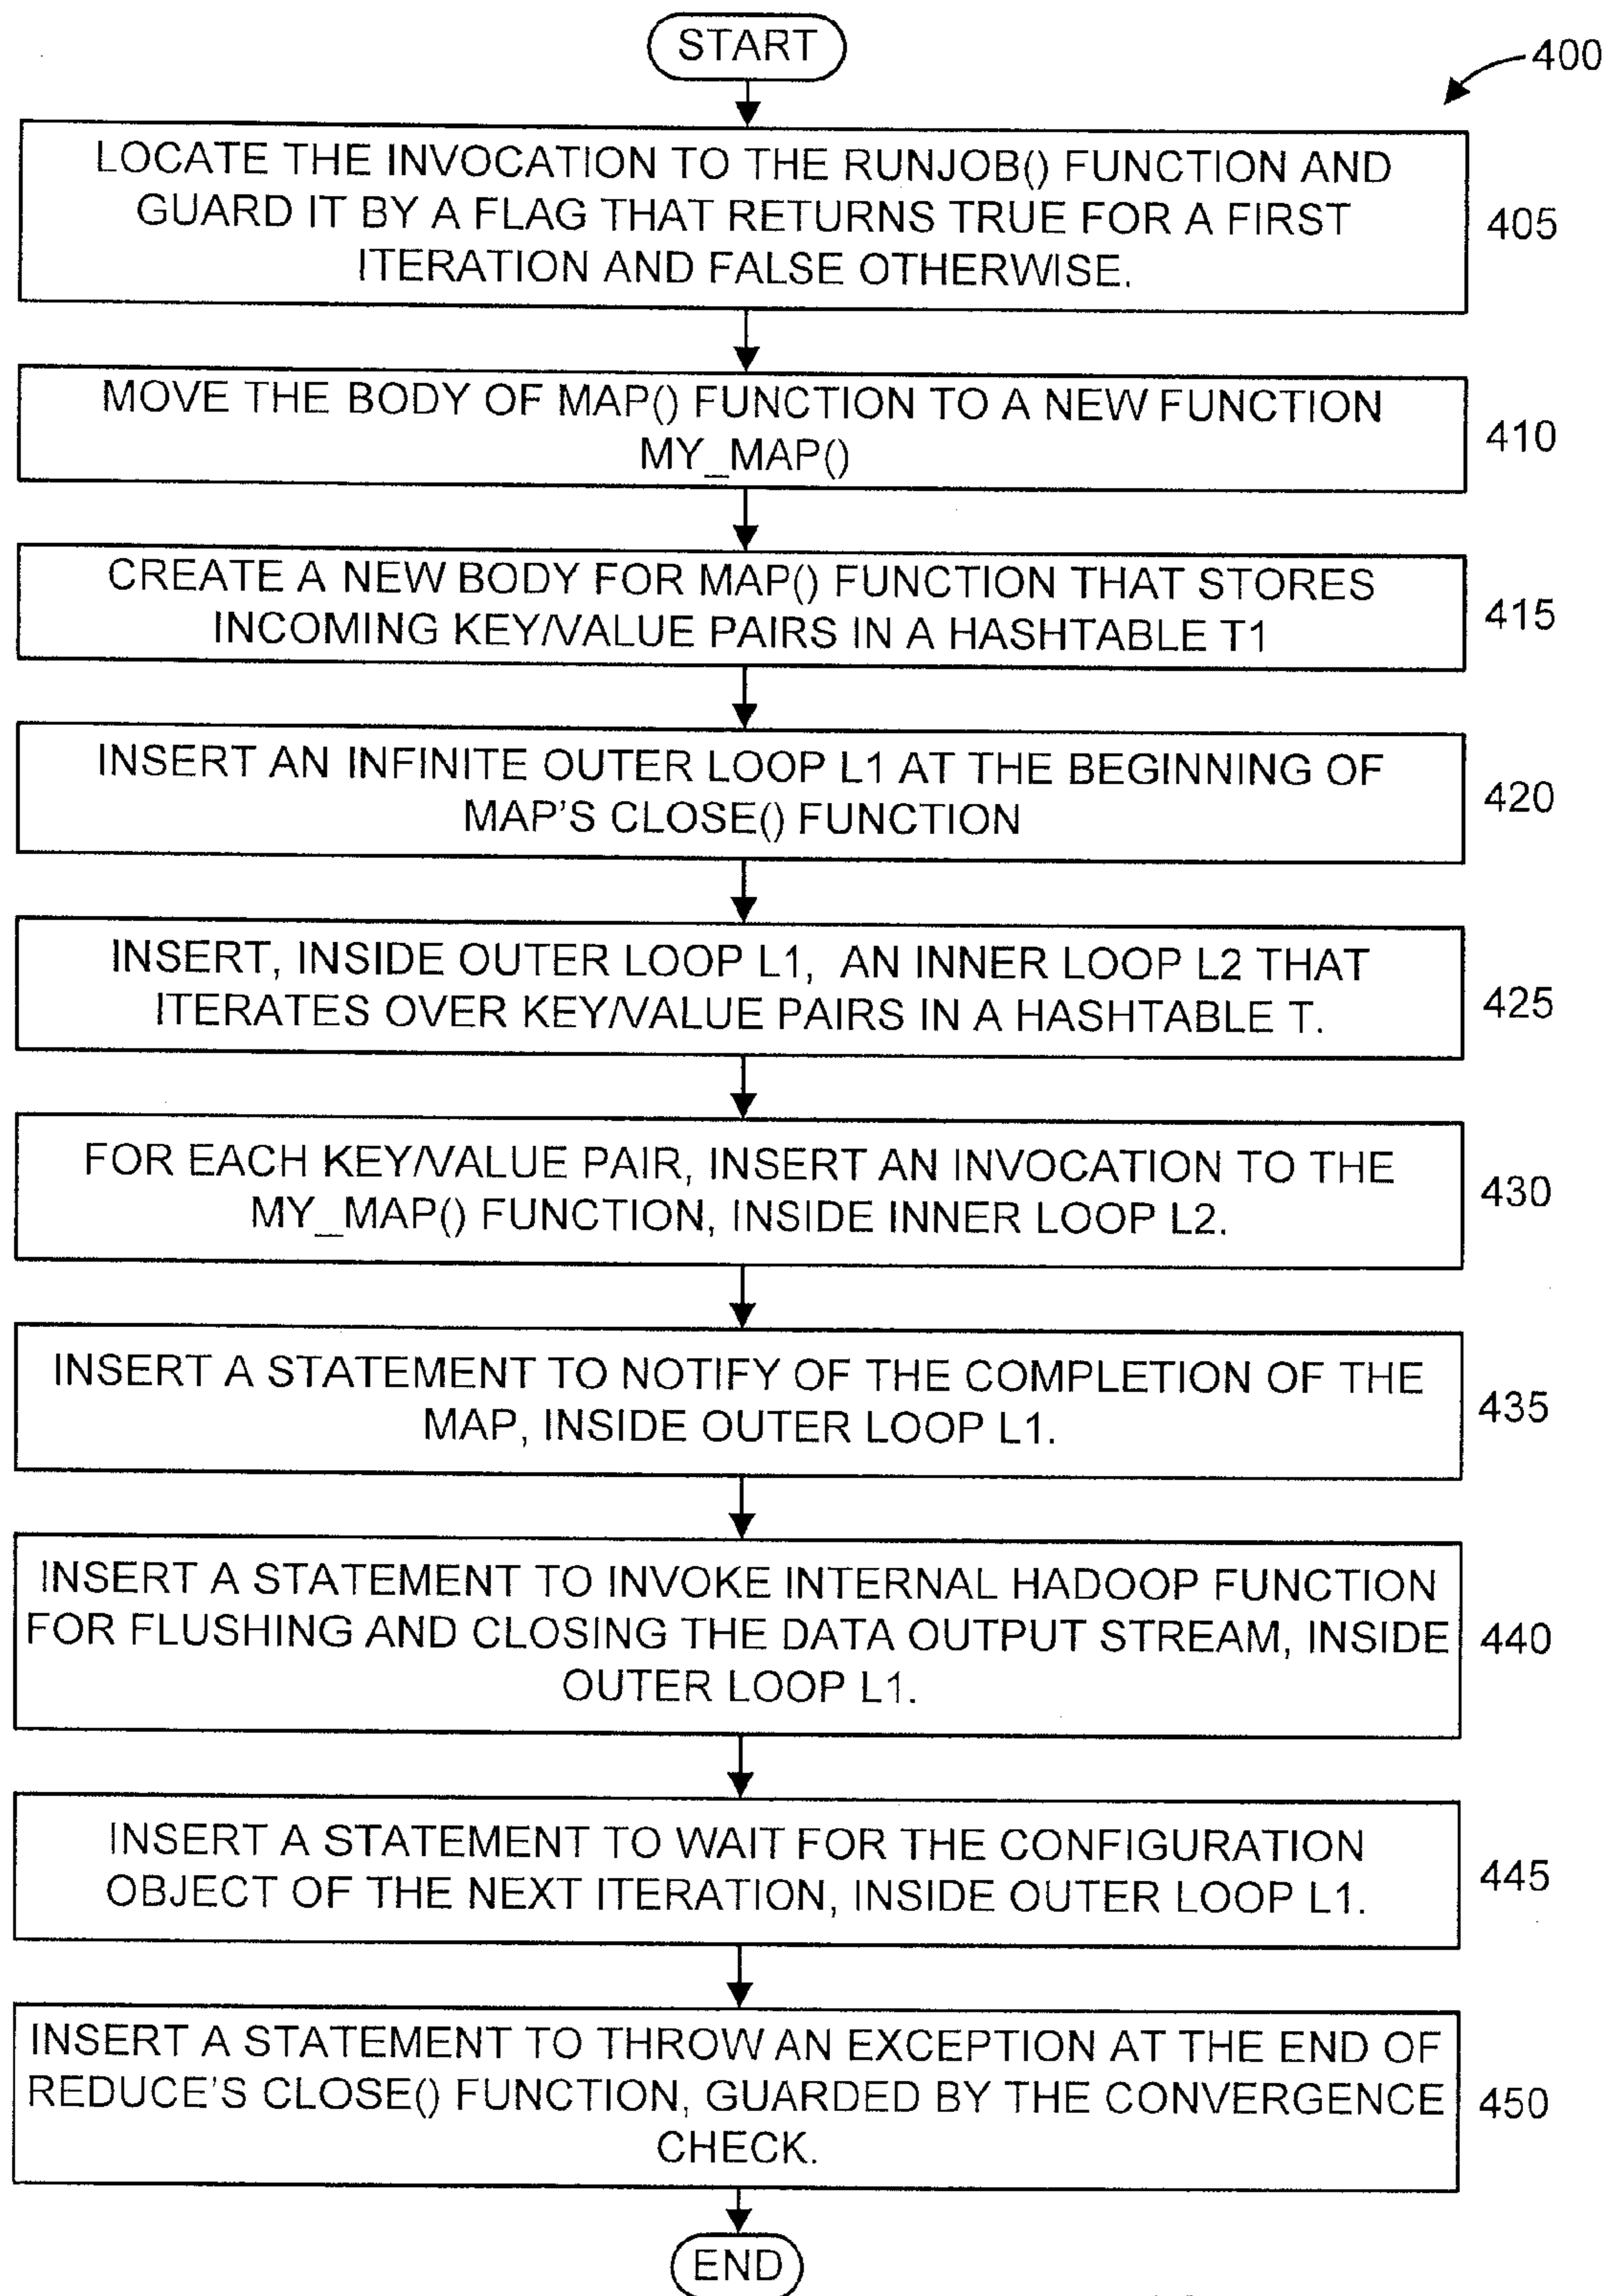 START
400
LOCATE THE INVOCATION TO THE RUNJOB() FUNCTION AND
GUARD IT BY A FLAG THAT RETURNS TRUE FOR A FIRST
ITERATION AND FALSE OTHERWISE.
405
MOVE THE BODY OF MAP() FUNCTION TO A NEW FUNCTION
MY_MAP()
410
CREATE A NEW BODY FOR MAP() FUNCTION THAT STORES
INCOMING KEY/VALUE PAIRS IN A HASHTABLE T1
415
INSERT AN INFINITE OUTER LOOP L1 AT THE BEGINNING OF
MAP'S CLOSE() FUNCTION
420
INSERT, INSIDE OUTER LOOP L1, AN INNER LOOP L2 THAT
ITERATES OVER KEY/VALUE PAIRS IN A HASHTABLE T.
425
FOR EACH KEY/VALUE PAIR, INSERT AN INVOCATION TO THE
MY_MAP() FUNCTION, INSIDE INNER LOOP L2.
430
INSERT A STATEMENT TO NOTIFY OF THE COMPLETION OF THE
MAP, INSIDE OUTER LOOP L1.
435
INSERT A STATEMENT TO INVOKE INTERNAL HADOOP FUNCTION
FOR FLUSHING AND CLOSING THE DATA OUTPUT STREAM, INSIDE
OUTER LOOP L1.
440
INSERT A STATEMENT TO WAIT FOR THE CONFIGURATION
OBJECT OF THE NEXT ITERATION, INSIDE OUTER LOOP L1.
445
INSERT A STATEMENT TO THROW AN EXCEPTION AT THE END OF
REDUCE'S CLOSE() FUNCTION, GUARDED BY THE CONVERGENCE
CHECK.
450
END